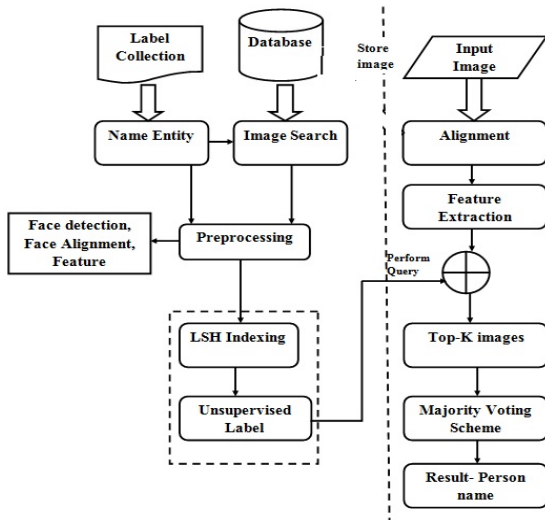 Label
Collection
Database
Store
image
Input
Image
Name Entity
Image Search
Alignment
Feature
Extraction
Face detection,
Face Alignment,
Feature
Preprocessing
Perform
Query
LSH Indexing
Top-K images
Unsupervised
Label
Majority Voting
Scheme
Result- Person
name